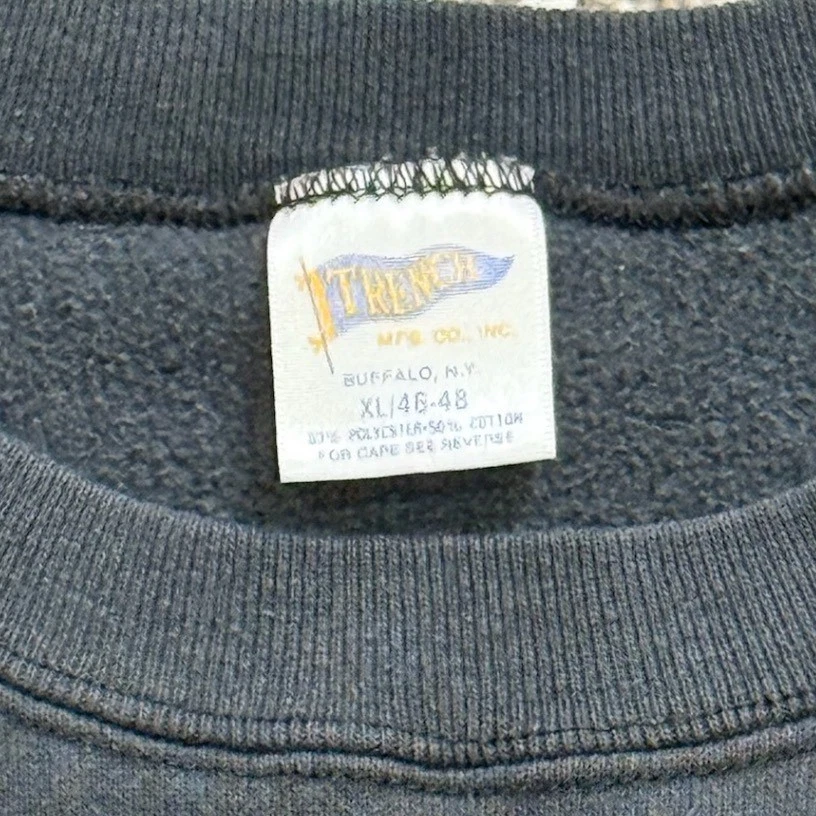 TRENCH
MFG. CO., INC.
BUFFALO, N.Y.
XL/46-48
50% POLYESTER-50% COTTON
FOR CARE SEE REVERSE